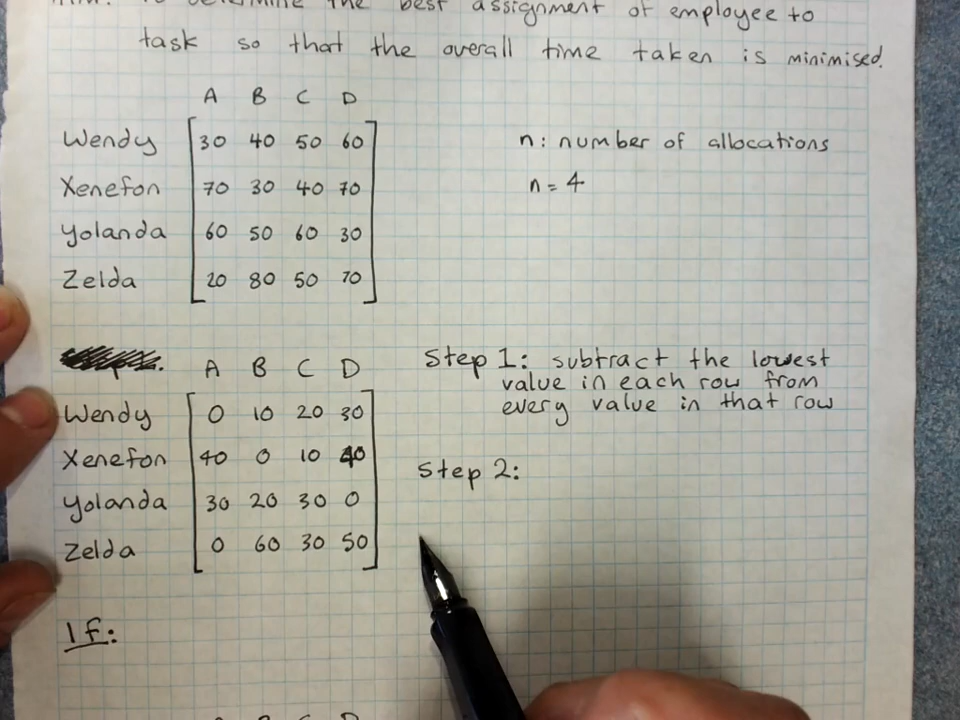 the best assignment of employee to
task so that the overall time taken is minimised.
A B C D
Wendy 30 40 50 60
n: number of allocations
Xenefon 70 30 40 70
n = 4
Yolanda 60 50 60 30
Zelda 20 80 50 70
A B C D
Step 1: subtract the lowest
value in each row from
every value in that row
Wendy 0 10 20 30
Xenefon 40 0 10 40
Step 2:
Yolanda 30 20 30 0
Zelda 0 60 30 50
If: